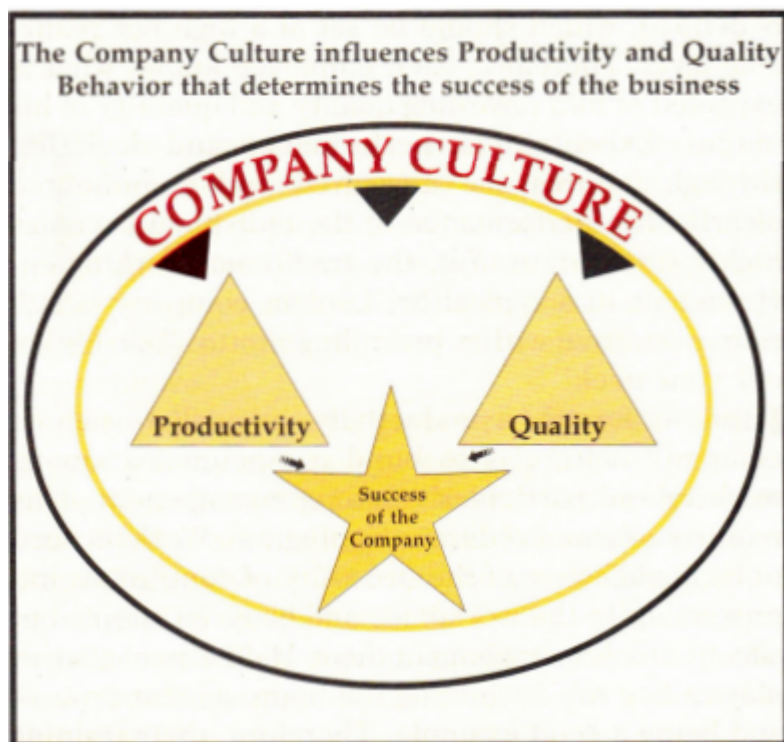 The Company Culture influences Productivity and Quality
Behavior that determines the success of the business
COMPANY CULTURE
Productivity
Quality
Success
of the
Company